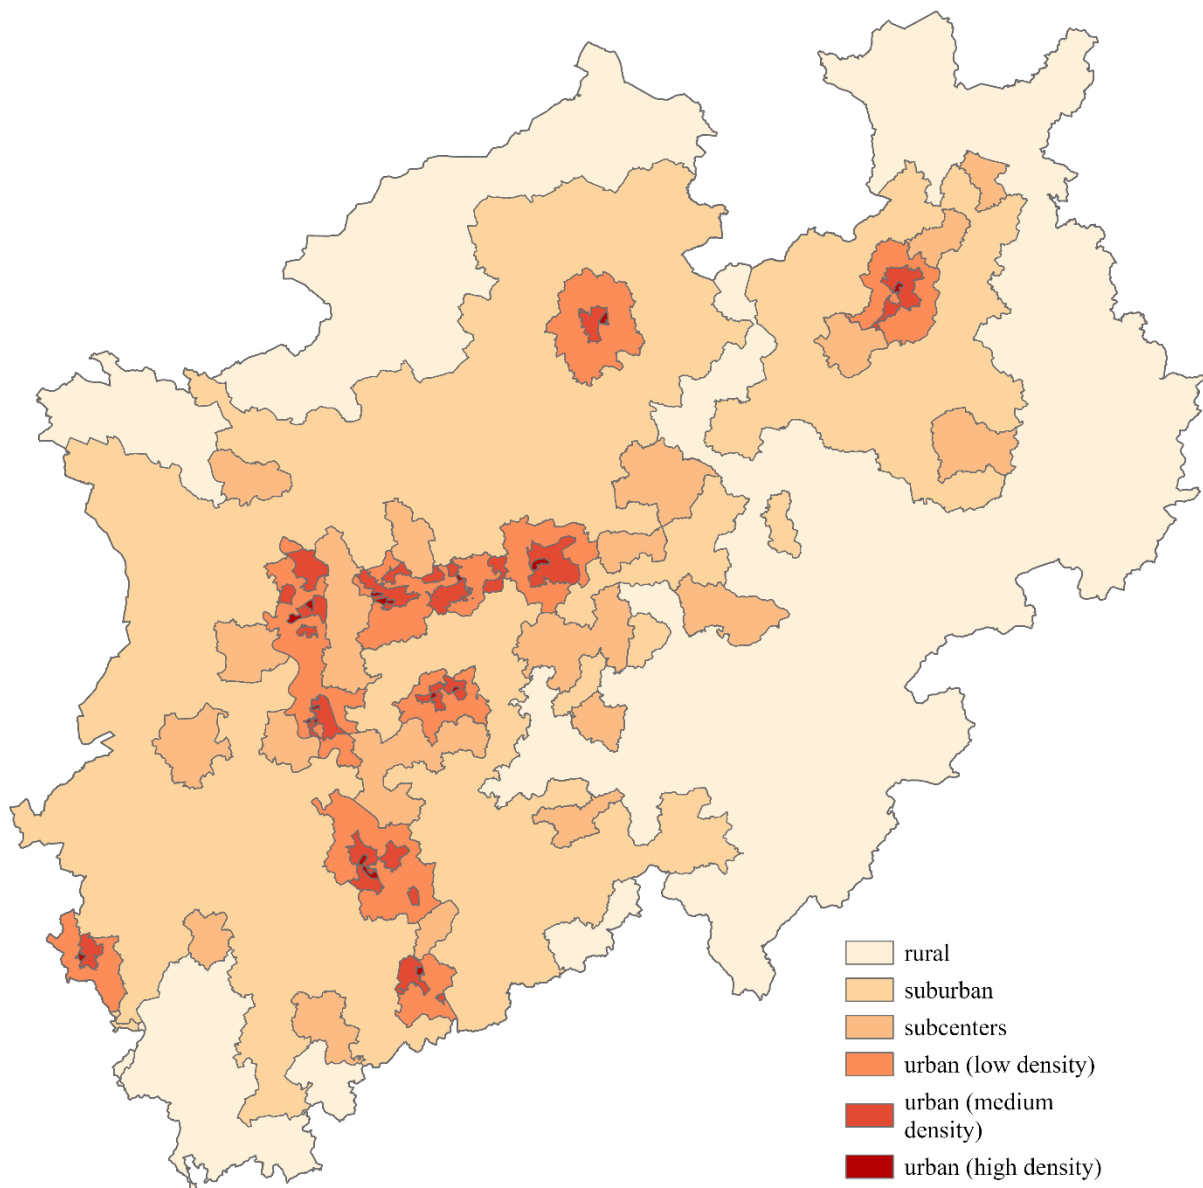 rural
suburban
subcenters
urban (low density)
urban (medium
density)
urban (high density)